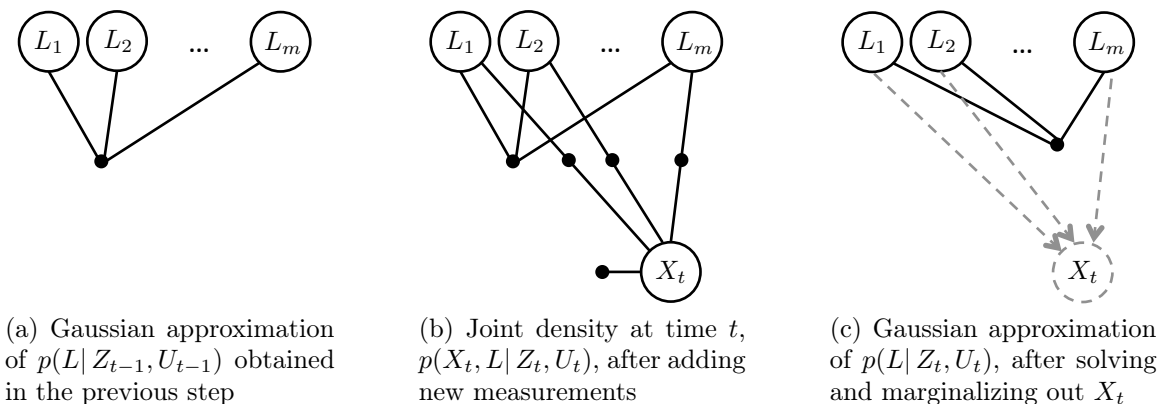 L₁ L₂ ... Lₘ
L₁ L₂ ... Lₘ
L₁ L₂ ... Lₘ
Xₜ
Xₜ
(a) Gaussian approximation
of p(L| Zₜ₋₁, Uₜ₋₁) obtained
in the previous step
(b) Joint density at time t,
p(Xₜ, L| Zₜ, Uₜ), after adding
new measurements
(c) Gaussian approximation
of p(L| Zₜ, Uₜ), after solving
and marginalizing out Xₜ